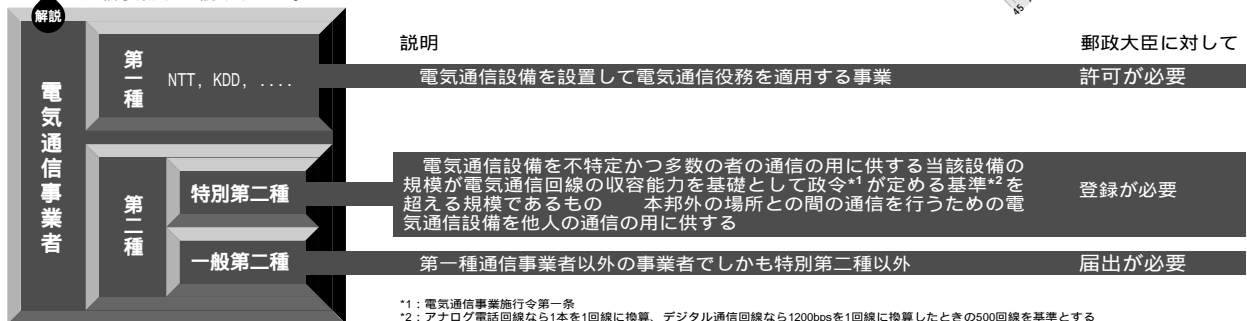 解説
説明
郵政大臣に対して
電気通信事業者
第一種
NTT, KDD, ....
電気通信設備を設置して電気通信役務を適用する事業
許可が必要
第二種
特別第二種
電気通信設備を不特定かつ多数の者の通信の用に供する当該設備の
規模が電気通信回線の収容能力を基礎として政令*1が定める基準*2を
超える規模であるもの　本邦外の場所との間の通信を行うための電
気通信設備を他人の通信の用に供する
登録が必要
一般第二種
第一種通信事業者以外の事業者でしかも特別第二種以外
届出が必要
*1：電気通信事業施行令第一条
*2：アナログ電話回線なら1本を1回線に換算、デジタル通信回線なら1200bpsを1回線に換算したときの500回線を基準とする
45